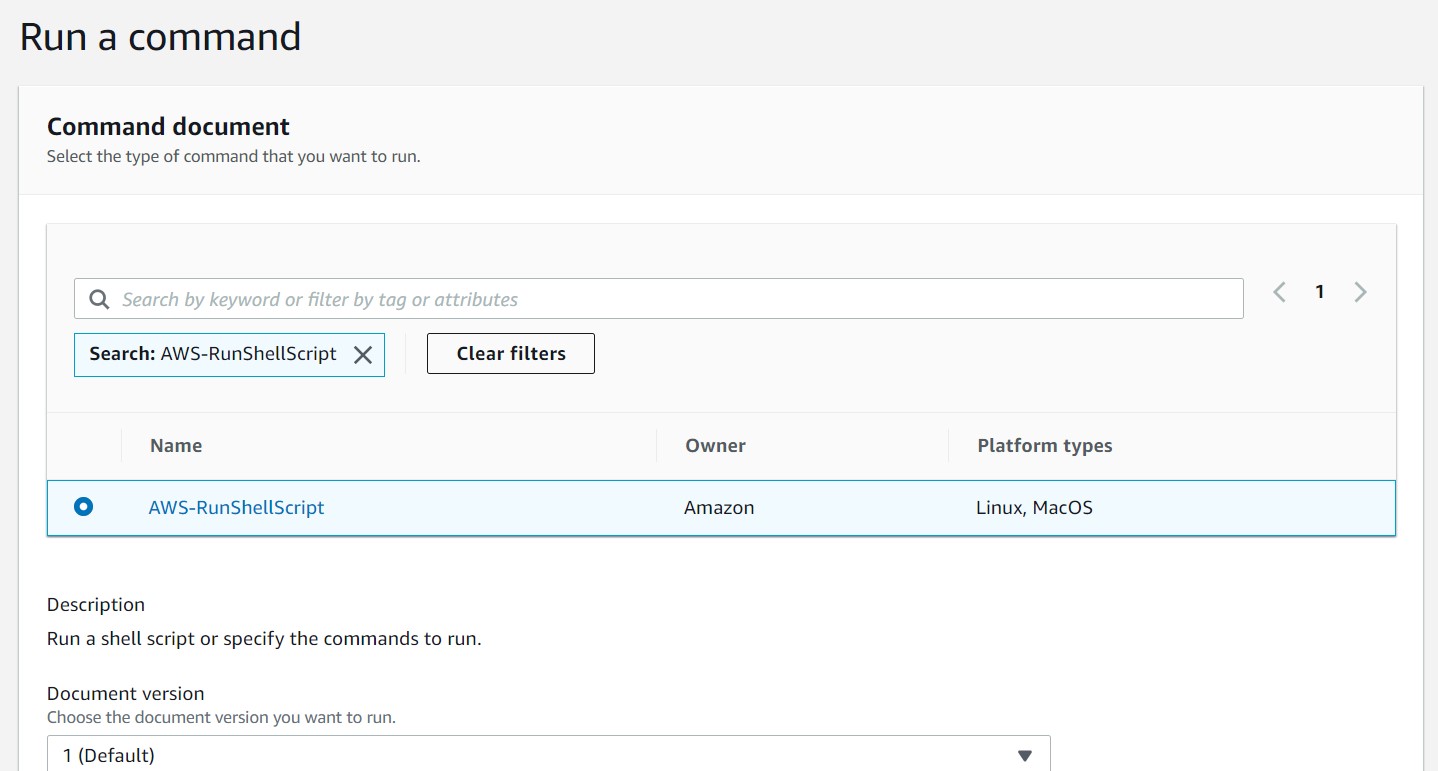 Run a command
Command document
Select the type of command that you want to run.
Search by keyword or filter by tag or attributes
1
Search: AWS-RunShellScript
Clear filters
Name Owner Platform types
AWS-RunShellScript Amazon Linux, MacOS
Description
Run a shell script or specify the commands to run.
Document version
Choose the document version you want to run.
1 (Default)